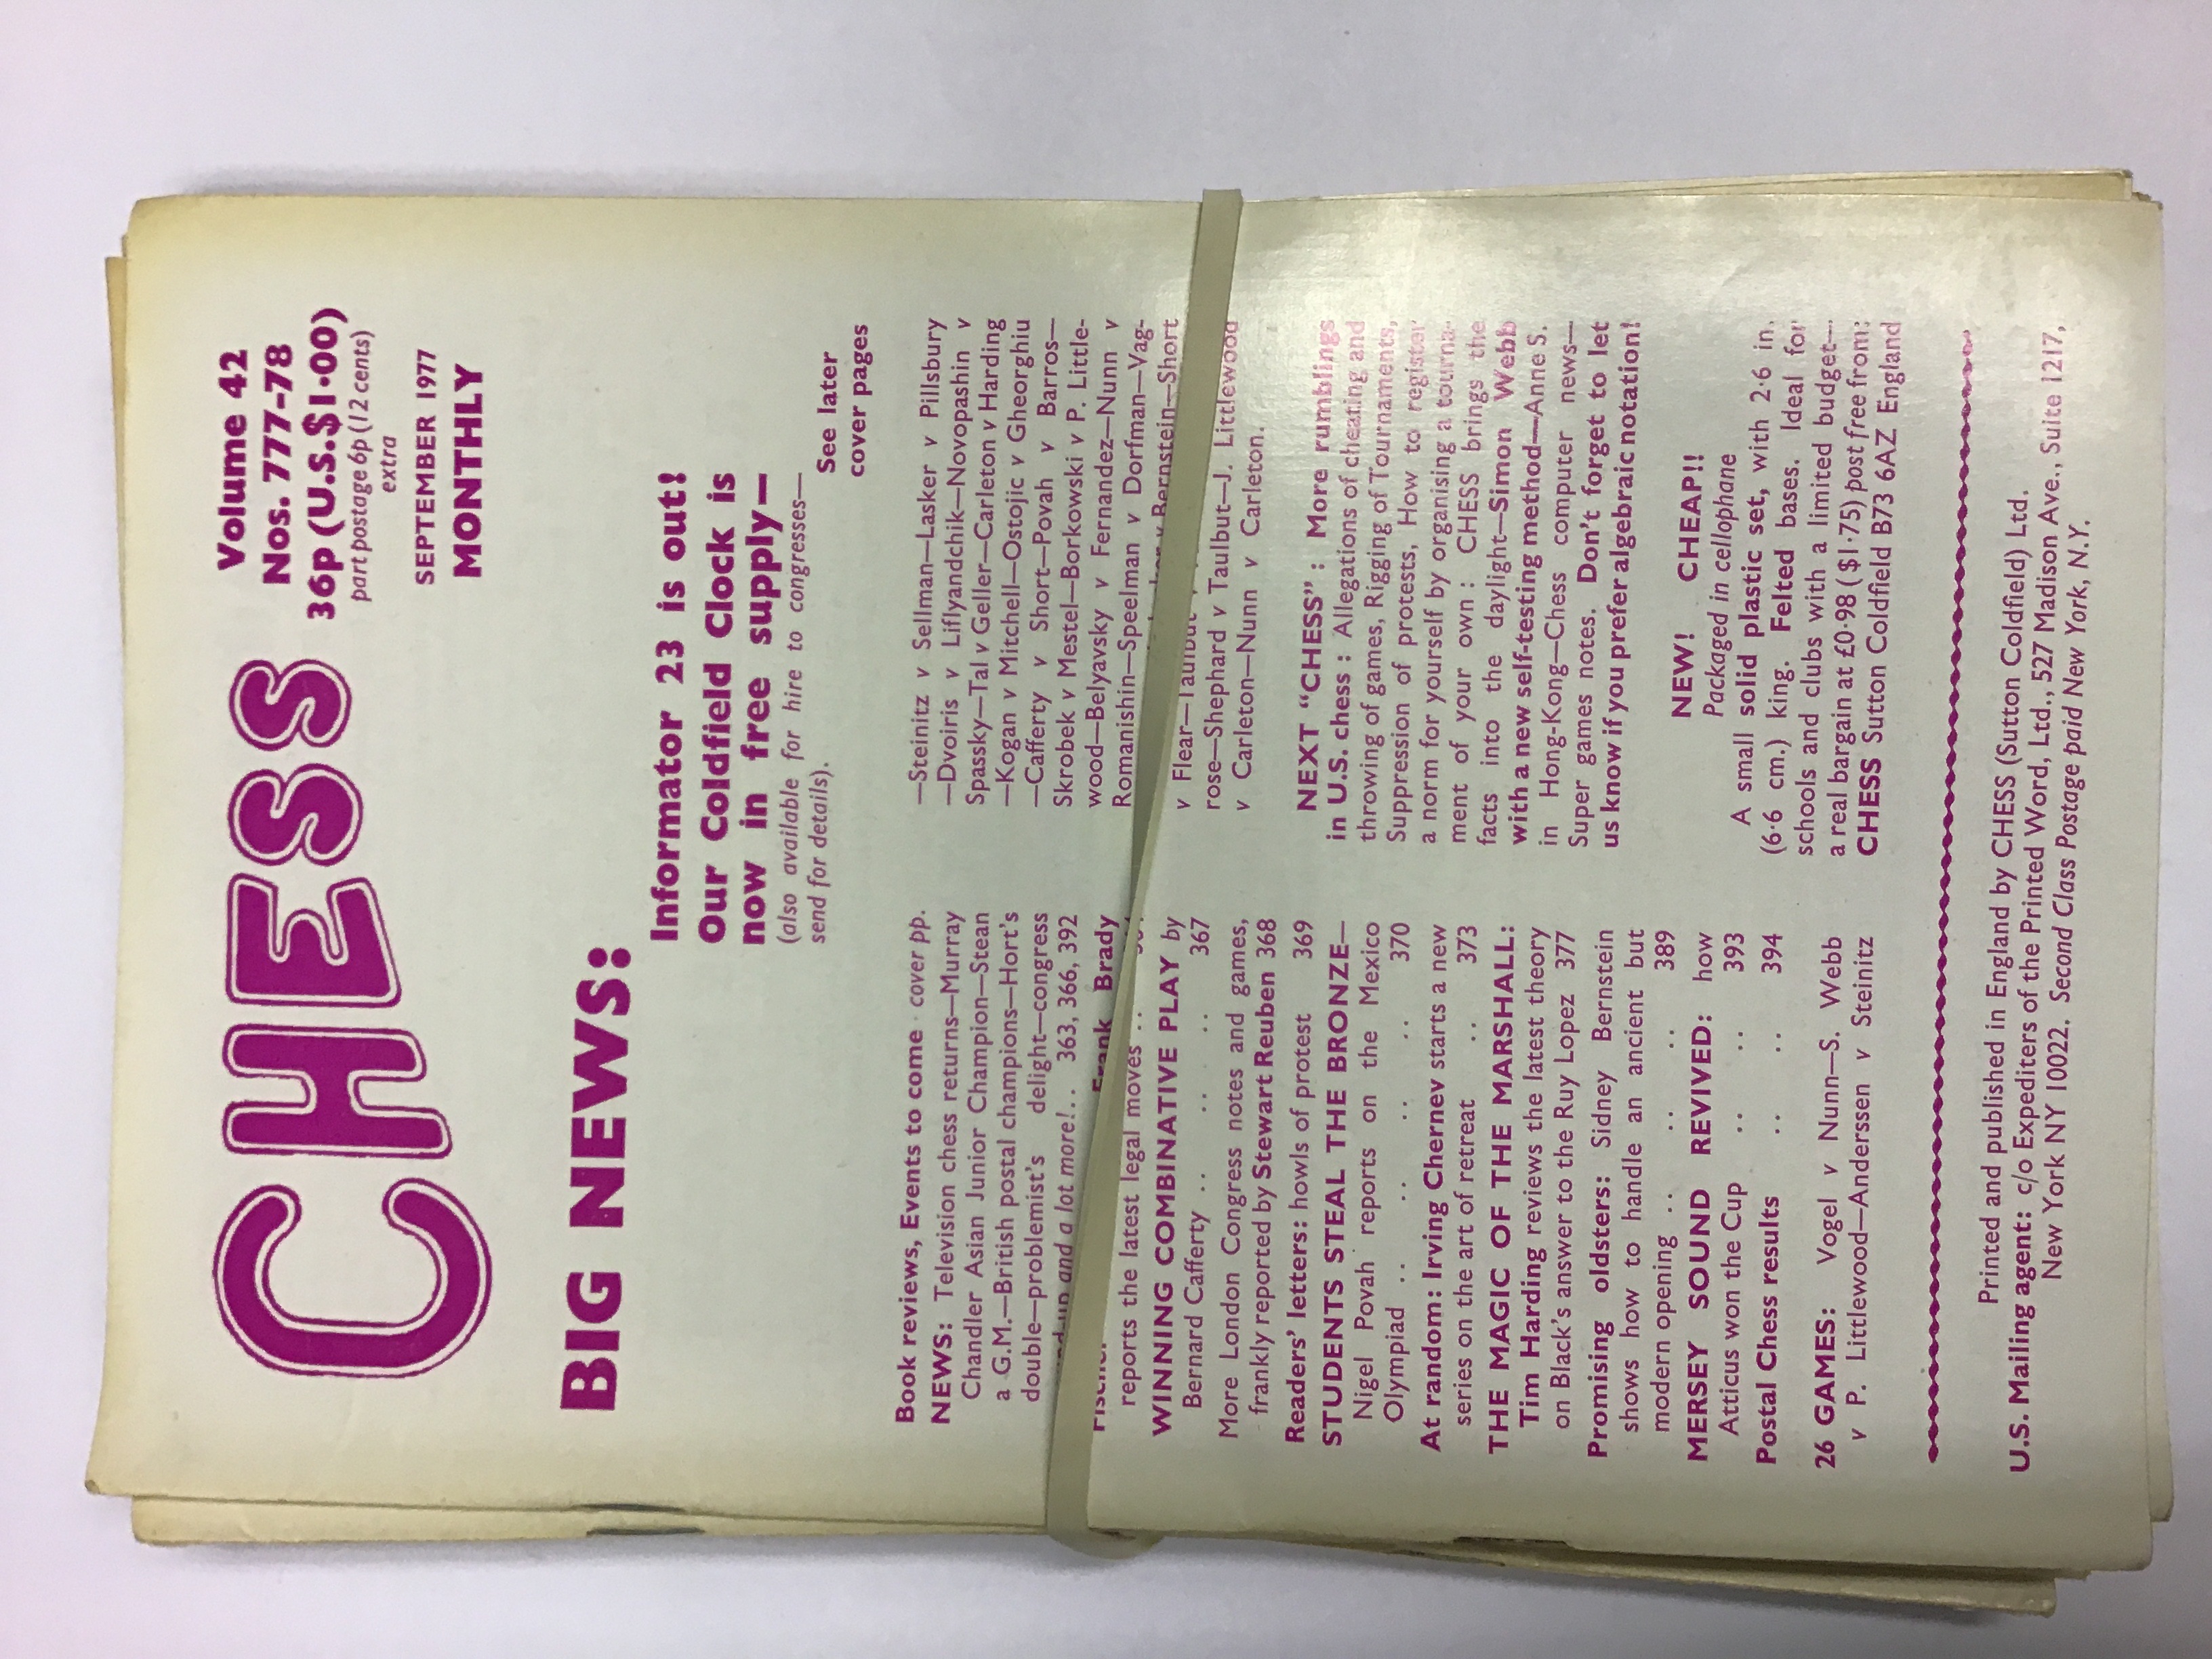 CHESS
Volume 42
Nos. 777-78
36p (U.S.$1·00)
part postage 6p (12 cents)
extra
SEPTEMBER 1977
MONTHLY
BIG NEWS:
Informator 23 is out!
Our Coldfield Clock is
now in free supply—
(also available for hire to congresses—
send for details).
See later
cover pages
Book reviews, Events to come · cover pp.
NEWS: Television chess returns—Murray
Chandler Asian Junior Champion—Stean
a G.M.—British postal champions—Hort's
double—problemist's delight—congress
and a lot more!.. 363, 366, 392
Frank Brady
reports the latest legal moves ..
WINNING COMBINATIVE PLAY by
Bernard Cafferty .. .. .. 367
More London Congress notes and games,
frankly reported by Stewart Reuben 368
Readers' letters: howls of protest 369
STUDENTS STEAL THE BRONZE—
Nigel Povah reports on the Mexico
Olympiad .. .. .. .. 370
At random: Irving Chernev starts a new
series on the art of retreat .. 373
THE MAGIC OF THE MARSHALL:
Tim Harding reviews the latest theory
on Black's answer to the Ruy Lopez 377
Promising oldsters: Sidney Bernstein
shows how to handle an ancient but
modern opening .. .. .. 389
MERSEY SOUND REVIVED: how
Atticus won the Cup .. .. 393
Postal Chess results .. .. 394
26 GAMES: Vogel v Nunn—S. Webb
v P. Littlewood—Anderssen v Steinitz
—Steinitz v Sellman—Lasker v Pillsbury
—Dvoiris v Liflyandchik—Novopashin v
Spassky—Tal v Geller—Carleton v Harding
—Kogan v Mitchell—Ostojic v Gheorghiu
—Cafferty v Short—Povah v Barros—
Skrobek v Mestel—Borkowski v P. Little-
wood—Belyavsky v Fernandez—Nunn v
Romanishin—Speelman v Dorfman—Vag-
v Bernstein—Short
v Flear—Taulbut
rose—Shephard v Taulbut—J. Littlewood
v Carleton—Nunn v Carleton.
NEXT "CHESS": More rumblings
in U.S. chess: Allegations of cheating and
throwing of games, Rigging of Tournaments,
Suppression of protests, How to register
a norm for yourself by organising a tourna-
ment of your own: CHESS brings the
facts into the daylight—Simon Webb
with a new self-testing method—Anne S.
in Hong-Kong—Chess computer news—
Super games notes. Don't forget to let
us know if you prefer algebraic notation!
NEW! CHEAP!!
Packaged in cellophane
A small solid plastic set, with 2·6 in.
(6·6 cm.) king. Felted bases. Ideal for
schools and clubs with a limited budget—
a real bargain at £0·98 ($1·75) post free from:
CHESS Sutton Coldfield B73 6AZ England
Printed and published in England by CHESS (Sutton Coldfield) Ltd.
U.S. Mailing agent: c/o Expediters of the Printed Word, Ltd., 527 Madison Ave., Suite 1217,
New York NY 10022. Second Class Postage paid New York, N.Y.